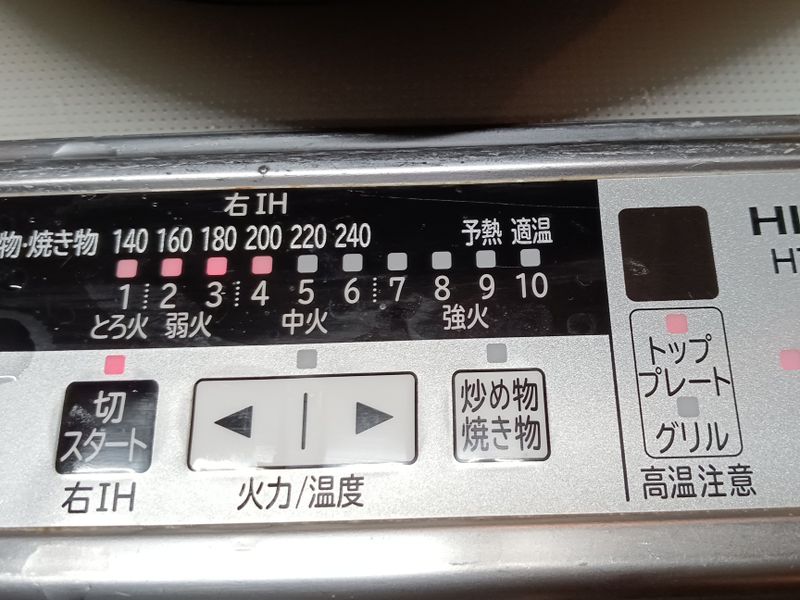 右IH
物・焼き物 140 160 180 200 220 240 予熱 適温
1 2 3 4 5 6 7 8 9 10
とろ火 弱火 中火 強火
切
スタート
右IH
火力/温度
炒め物
焼き物
トップ
プレート
グリル
高温注意